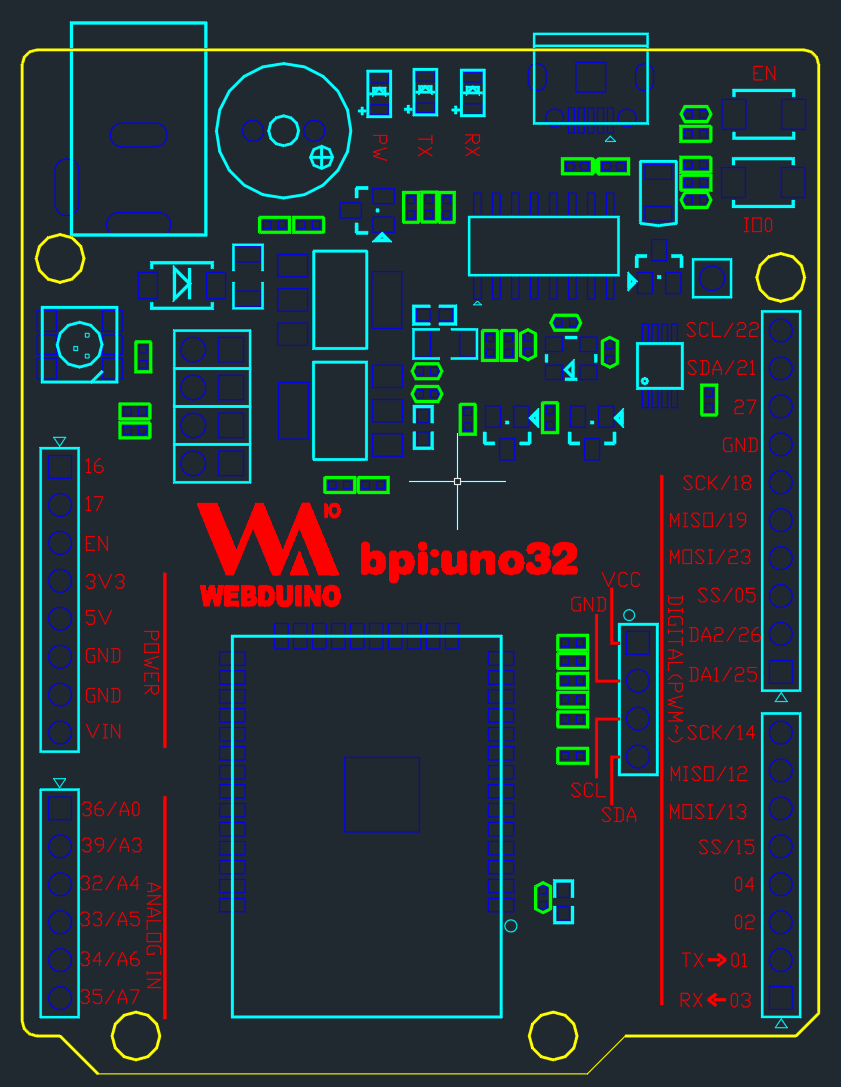 EN
PW
TX
RX
IO0
SCL/22
SDA/21
27
GND
SCK/18
MISO/19
MOSI/23
SS/05
DA2/26
DA1/25
DIGITAL(PWM~)
SCK/14
MISO/12
MOSI/13
SS/15
04
02
TX→01
RX←03
16
17
EN
3V3
5V
GND
GND
VIN
POWER
36/A0
39/A3
32/A4
33/A5
34/A6
35/A7
ANALOG IN
IO
WEBDUINO
bpi:uno32
VCC
GND
SCL
SDA